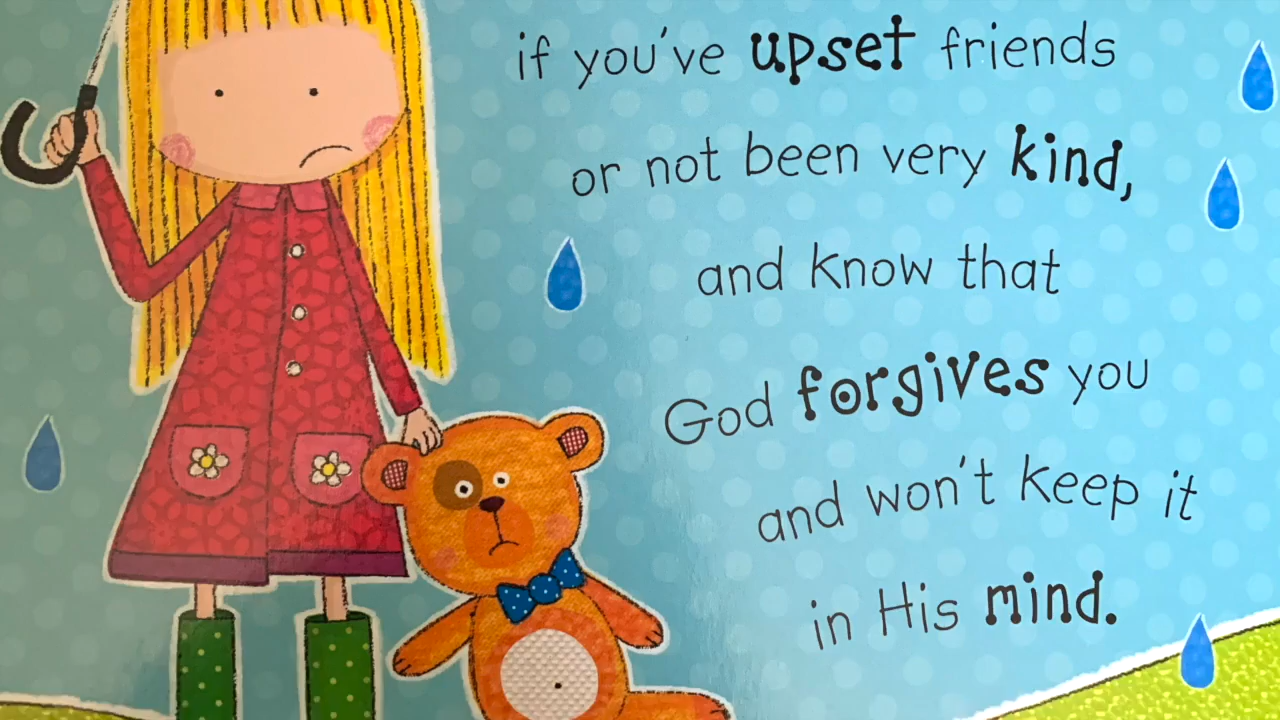 if you've upset friends
or not been very kind,
and know that
God forgives you
and won't keep it
in His mind.